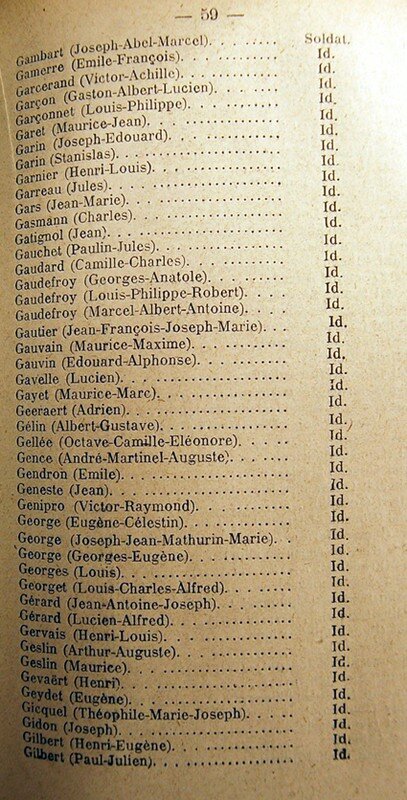 — 59 —
Gambart (Joseph-Abel-Marcel). . . . . Soldat.
Gamerre (Emile-François). . . . . Id.
Garcerand (Victor-Achille). . . . . Id.
Garçon (Gaston-Albert-Lucien). . . . . Id.
Garçonnet (Louis-Philippe). . . . . Id.
Garet (Maurice-Jean). . . . . Id.
Garin (Joseph-Edouard). . . . . Id.
Garin (Stanislas). . . . . Id.
Garnier (Henri-Louis). . . . . Id.
Garreau (Jules). . . . . Id.
Gars (Jean-Marie). . . . . Id.
Gasmann (Charles). . . . . Id.
Gatignol (Jean). . . . . Id.
Gauchet (Paulin-Jules). . . . . Id.
Gaudard (Camille-Charles). . . . . Id.
Gaudefroy (Georges-Anatole). . . . . Id.
Gaudefroy (Louis-Philippe-Robert). . . . . Id.
Gaudefroy (Marcel-Albert-Antoine). . . . . Id.
Gautier (Jean-François-Joseph-Marie). . . . . Id.
Gauvain (Maurice-Maxime). . . . . Id.
Gauvin (Edouard-Alphonse). . . . . Id.
Gavelle (Lucien). . . . . Id.
Gayet (Maurice-Marc). . . . . Id.
Geeraert (Adrien). . . . . Id.
Gélin (Albert-Gustave). . . . . Id.
Gellée (Octave-Camille-Eléonore). . . . . Id.
Gence (André-Martinel-Auguste). . . . . Id.
Gendron (Emile). . . . . Id.
Geneste (Jean). . . . . Id.
Genipro (Victor-Raymond). . . . . Id.
George (Eugène-Célestin). . . . . Id.
George (Joseph-Jean-Mathurin-Marie). . Id.
George (Georges-Eugène). . . . . Id.
Georges (Louis). . . . . Id.
Georget (Louis-Charles-Alfred). . . . . Id.
Gérard (Jean-Antoine-Joseph). . . . . Id.
Gérard (Lucien-Alfred). . . . . Id.
Gervais (Henri-Louis). . . . . Id.
Geslin (Arthur-Auguste). . . . . Id.
Geslin (Maurice). . . . . Id.
Gevaërt (Henri). . . . . Id.
Geydet (Eugène). . . . . Id.
Gicquel (Théophile-Marie-Joseph). . . . . Id.
Gidon (Joseph). . . . . Id.
Gilbert (Henri-Eugène). . . . . Id.
Gilbert (Paul-Julien). . . . . Id.